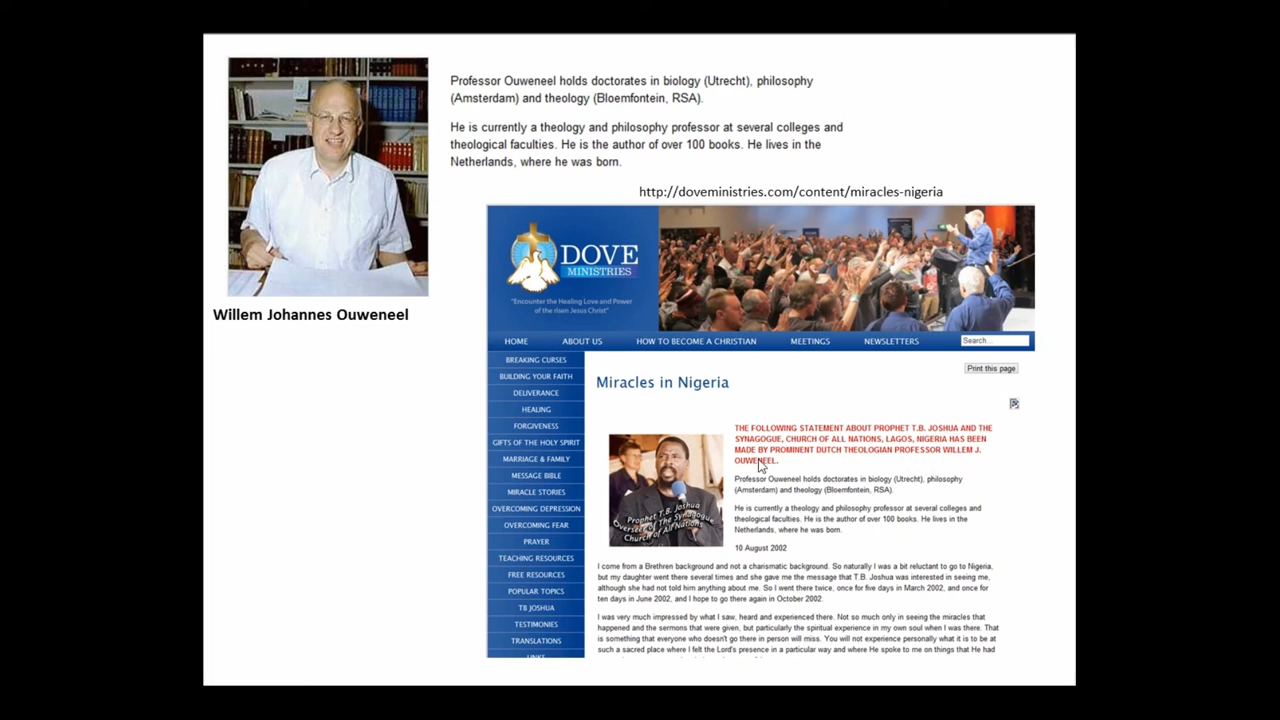 Professor Ouweneel holds doctorates in biology (Utrecht), philosophy
(Amsterdam) and theology (Bloemfontein, RSA).
He is currently a theology and philosophy professor at several colleges and
theological faculties. He is the author of over 100 books. He lives in the
Netherlands, where he was born.
http://doveministries.com/content/miracles-nigeria
Willem Johannes Ouweneel
DOVE
MINISTRIES
"Encounter the Healing Love and Power
of the risen Jesus Christ"
HOME ABOUT US HOW TO BECOME A CHRISTIAN MEETINGS NEWSLETTERS Search...
BREAKING CURSES
BUILDING YOUR FAITH
DELIVERANCE
HEALING
FORGIVENESS
GIFTS OF THE HOLY SPIRIT
MARRIAGE & FAMILY
MESSAGE BIBLE
MIRACLE STORIES
OVERCOMING DEPRESSION
OVERCOMING FEAR
PRAYER
TEACHING RESOURCES
FREE RESOURCES
POPULAR TOPICS
TB JOSHUA
TESTIMONIES
TRANSLATIONS
LINKS
Print this page
Miracles in Nigeria
THE FOLLOWING STATEMENT ABOUT PROPHET T.B. JOSHUA AND THE
SYNAGOGUE, CHURCH OF ALL NATIONS, LAGOS, NIGERIA HAS BEEN
MADE BY PROMINENT DUTCH THEOLOGIAN PROFESSOR WILLEM J.
OUWENEEL.
Prophet T.B. Joshua
Overseer of The Synagogue
Church of All Nations
Professor Ouweneel holds doctorates in biology (Utrecht), philosophy
(Amsterdam) and theology (Bloemfontein, RSA).
He is currently a theology and philosophy professor at several colleges and
theological faculties. He is the author of over 100 books. He lives in the
Netherlands, where he was born.
10 August 2002
I come from a Brethren background and not a charismatic background. So naturally I was a bit reluctant to go to Nigeria,
but my daughter went there several times and she gave me the message that T.B. Joshua was interested in seeing me,
although she had not told him anything about me. So I went there twice, once for five days in March 2002, and once for
ten days in June 2002, and I hope to go there again in October 2002.
I was very much impressed by what I saw, heard and experienced there. Not so much only in seeing the miracles that
happened and the sermons that were given, but particularly the spiritual experience in my own soul when I was there. That
is something that everyone who doesn't go there in person will miss. You will not experience personally what it is to be at
such a sacred place where I felt the Lord's presence in a particular way and where He spoke to me on things that He had